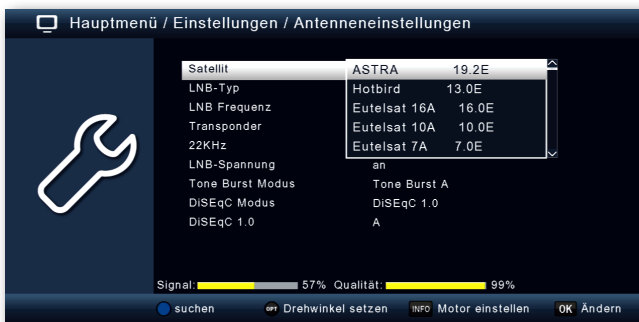 Hauptmenü / Einstellungen / Antenneneinstellungen
Satellit ASTRA 19.2E
LNB-Typ Hotbird 13.0E
LNB Frequenz Eutelsat 16A 16.0E
Transponder Eutelsat 10A 10.0E
22KHz Eutelsat 7A 7.0E
LNB-Spannung an
Tone Burst Modus Tone Burst A
DiSEqC Modus DiSEqC 1.0
DiSEqC 1.0 A
Signal: 57% Qualität: 99%
suchen OPT Drehwinkel setzen INFO Motor einstellen OK Ändern